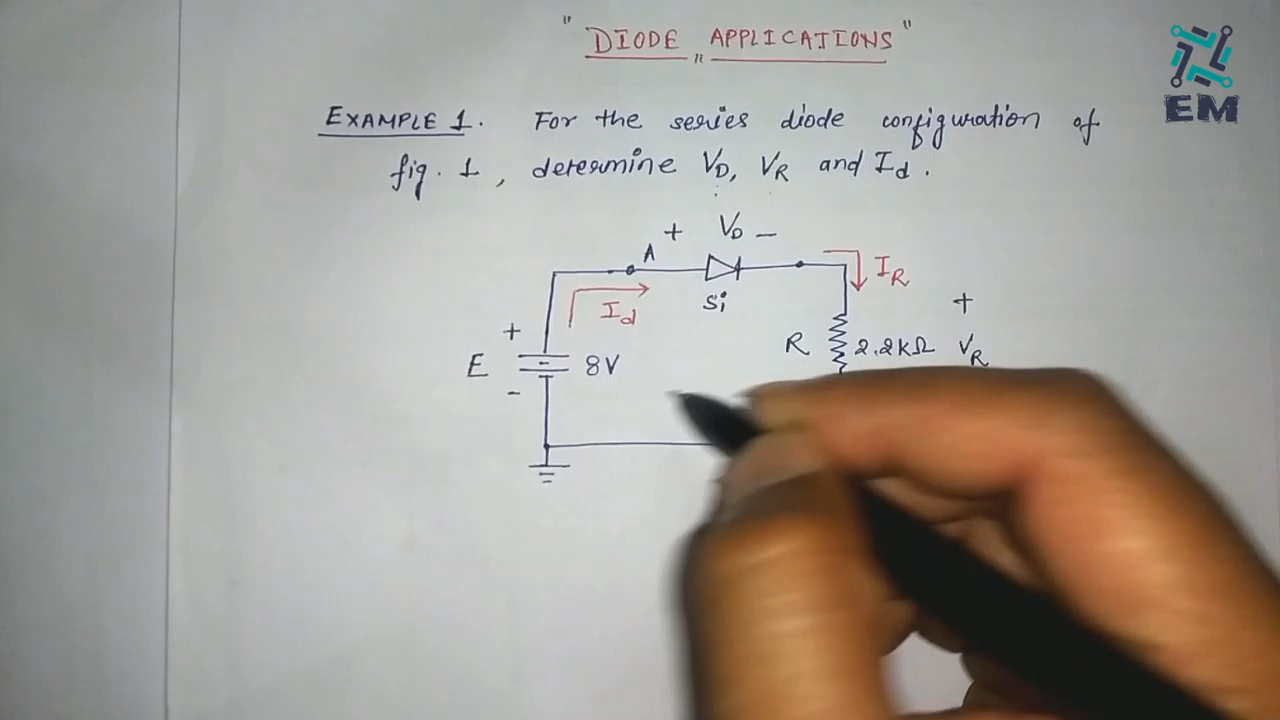 " DIODE APPLICATIONS "
"
EXAMPLE 1. For the series diode configuration of
fig. 1, determine VD, VR and Id.
+ VD −
A
IR
Id
Si
+
+
R 2.2KΩ VR
E 8V
-
EM